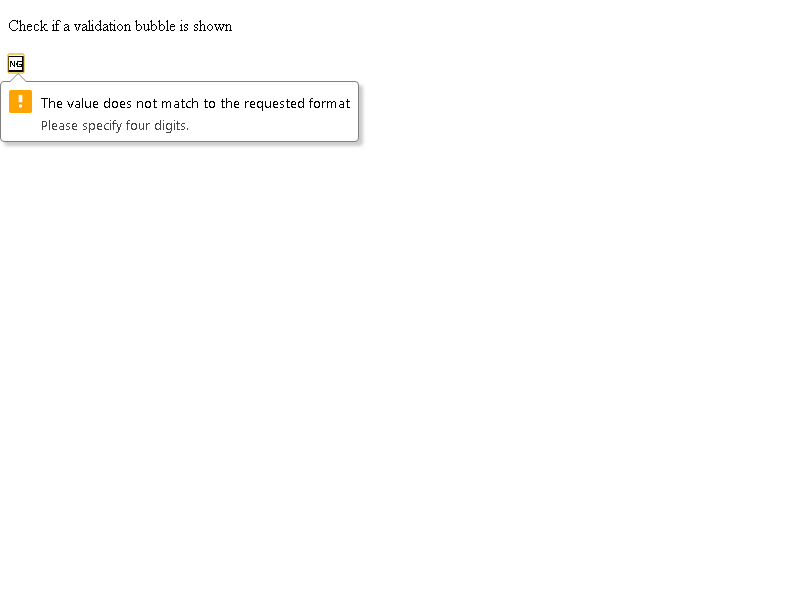 Check if a validation bubble is shown
NG
The value does not match to the requested format
Please specify four digits.